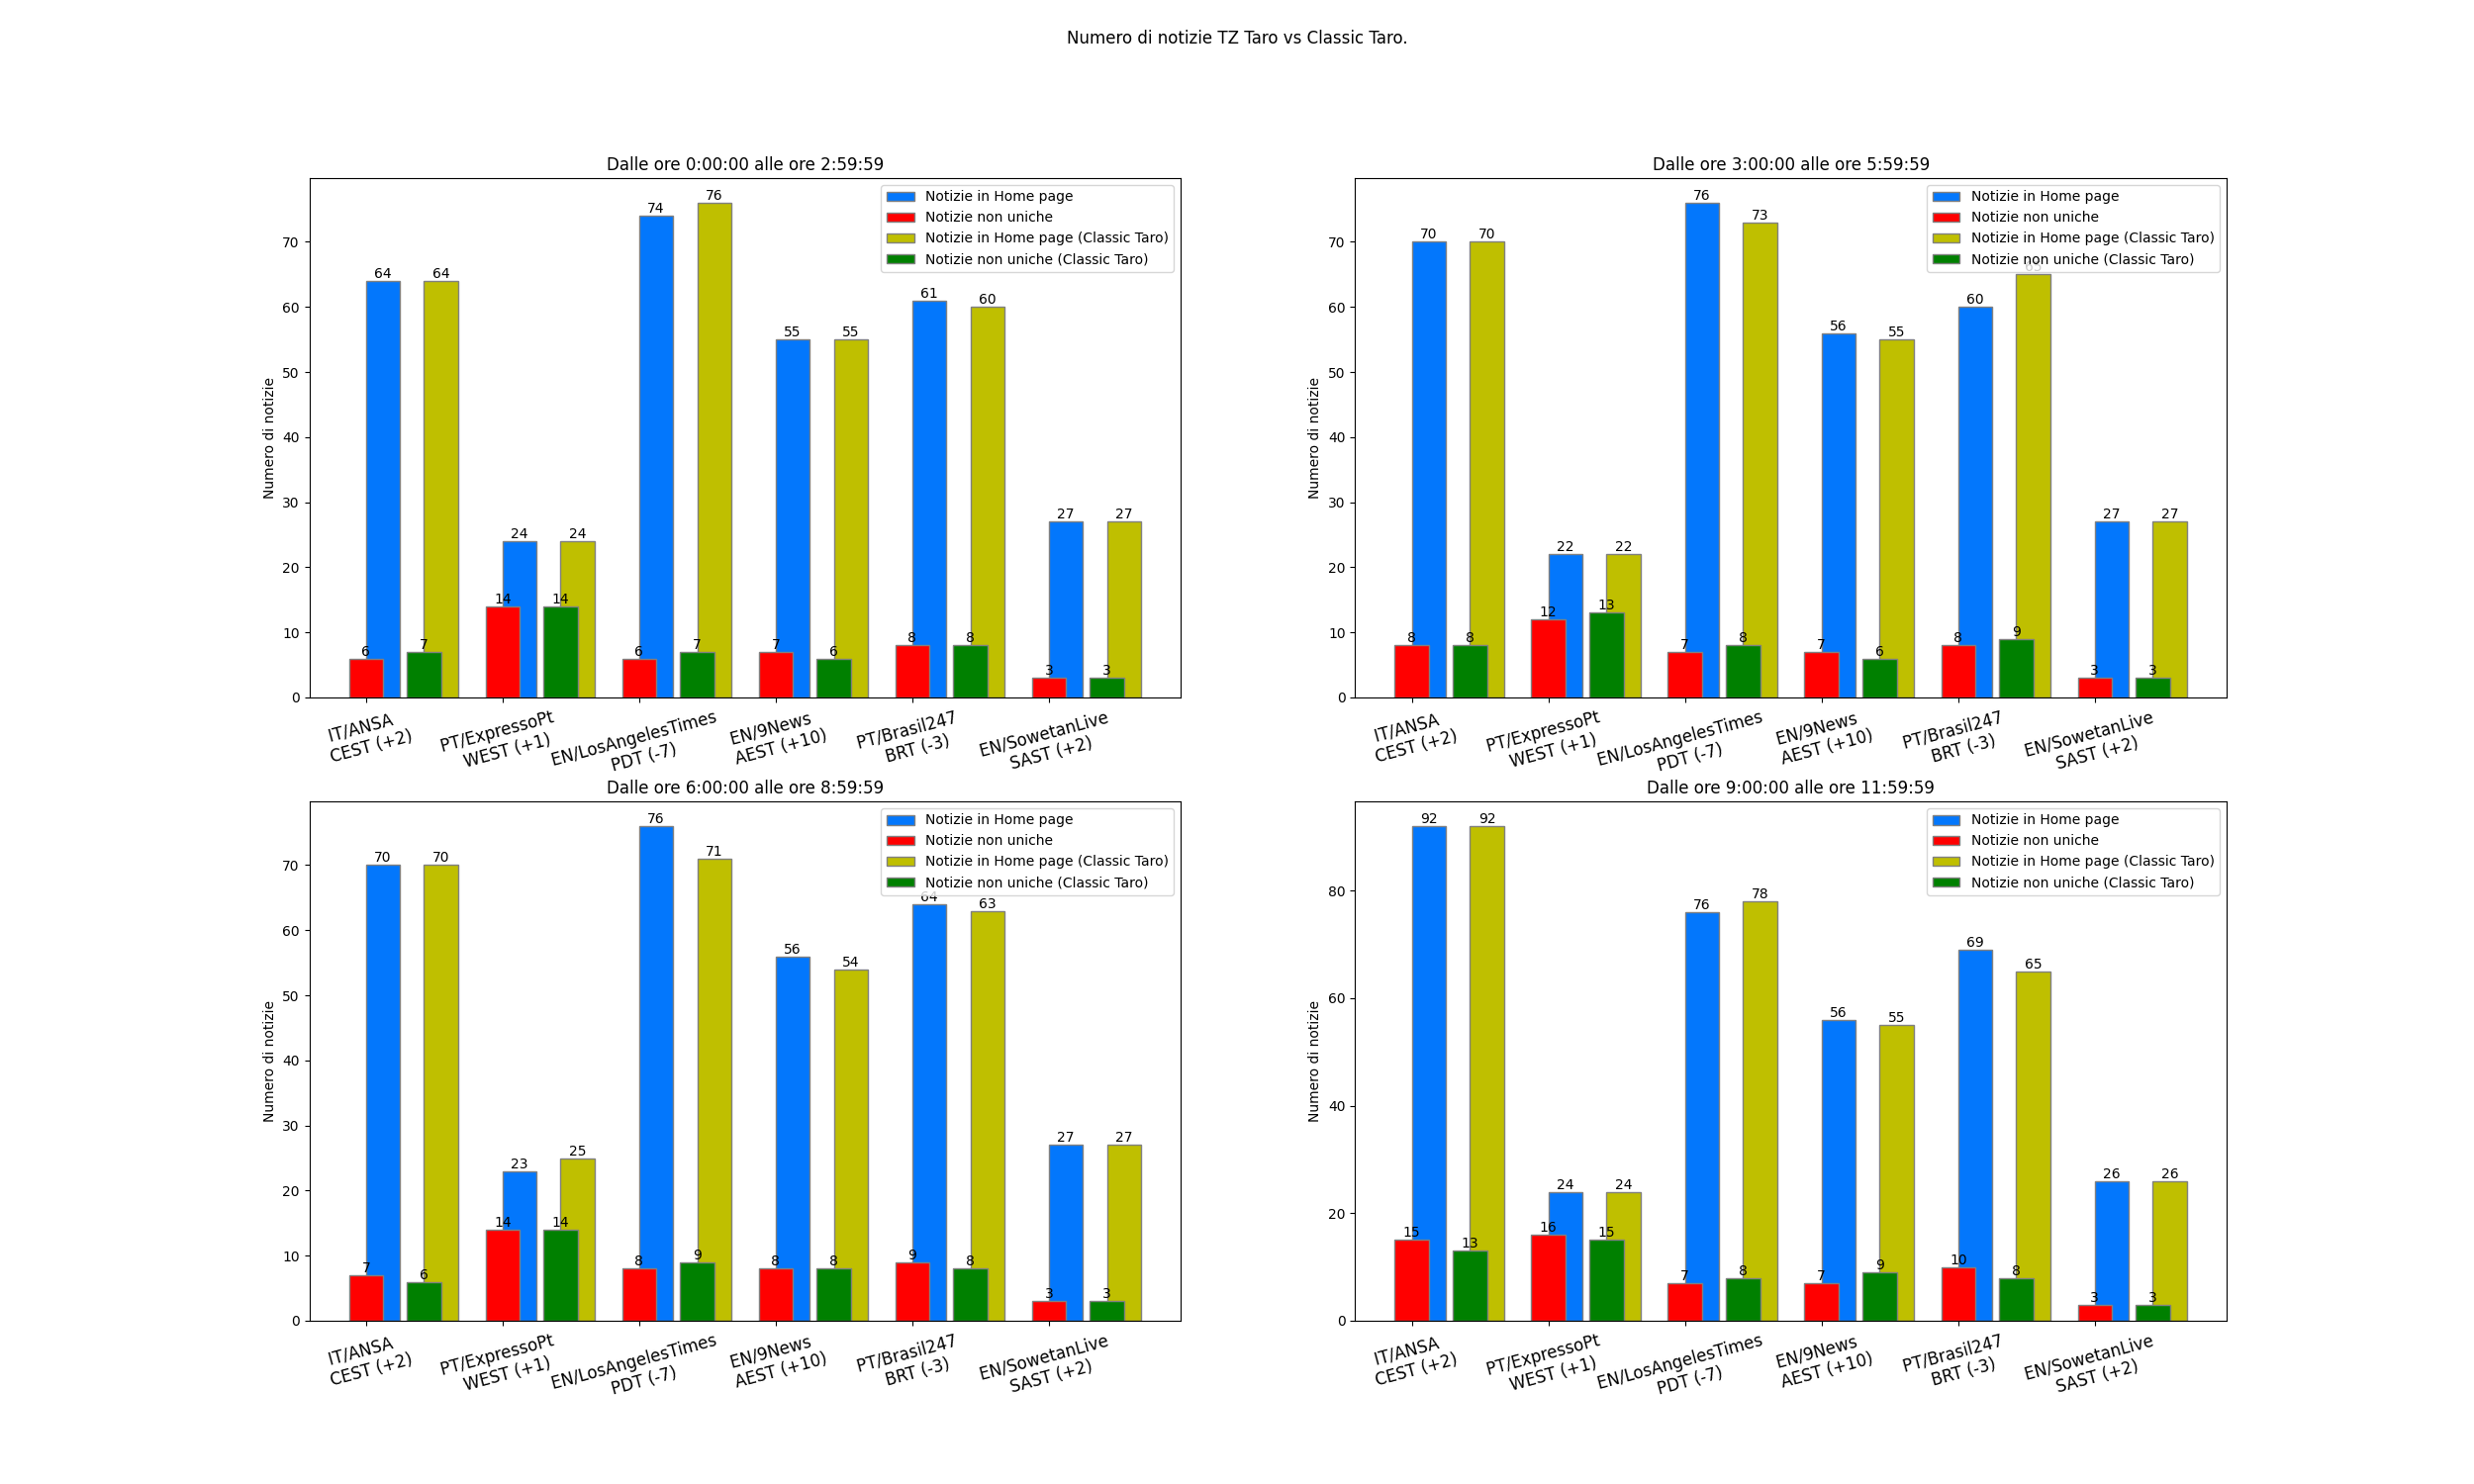 Numero di notizie TZ Taro vs Classic Taro.
Dalle ore 0:00:00 alle ore 2:59:59
Numero di notizie
0
10
20
30
40
50
60
70
64
64
24
24
74
76
55
55
61
60
27
27
6
7
14
14
6
7
7
6
8
8
3
3
Notizie in Home page
Notizie non uniche
Notizie in Home page (Classic Taro)
Notizie non uniche (Classic Taro)
IT/ANSA
CEST (+2)
PT/ExpressoPt
WEST (+1)
EN/LosAngelesTimes
PDT (-7)
EN/9News
AEST (+10)
PT/Brasil247
BRT (-3)
EN/SowetanLive
SAST (+2)
Dalle ore 3:00:00 alle ore 5:59:59
Numero di notizie
0
10
20
30
40
50
60
70
70
70
22
22
76
73
56
55
60
65
27
27
8
8
12
13
7
8
7
6
8
9
3
3
Notizie in Home page
Notizie non uniche
Notizie in Home page (Classic Taro)
Notizie non uniche (Classic Taro)
IT/ANSA
CEST (+2)
PT/ExpressoPt
WEST (+1)
EN/LosAngelesTimes
PDT (-7)
EN/9News
AEST (+10)
PT/Brasil247
BRT (-3)
EN/SowetanLive
SAST (+2)
Dalle ore 6:00:00 alle ore 8:59:59
Numero di notizie
0
10
20
30
40
50
60
70
70
70
23
25
76
71
56
54
64
63
27
27
7
6
14
14
8
9
8
8
9
8
3
3
Notizie in Home page
Notizie non uniche
Notizie in Home page (Classic Taro)
Notizie non uniche (Classic Taro)
IT/ANSA
CEST (+2)
PT/ExpressoPt
WEST (+1)
EN/LosAngelesTimes
PDT (-7)
EN/9News
AEST (+10)
PT/Brasil247
BRT (-3)
EN/SowetanLive
SAST (+2)
Dalle ore 9:00:00 alle ore 11:59:59
Numero di notizie
0
20
40
60
80
92
92
24
24
76
78
56
55
69
65
26
26
15
13
16
15
7
8
7
9
10
8
3
3
Notizie in Home page
Notizie non uniche
Notizie in Home page (Classic Taro)
Notizie non uniche (Classic Taro)
IT/ANSA
CEST (+2)
PT/ExpressoPt
WEST (+1)
EN/LosAngelesTimes
PDT (-7)
EN/9News
AEST (+10)
PT/Brasil247
BRT (-3)
EN/SowetanLive
SAST (+2)